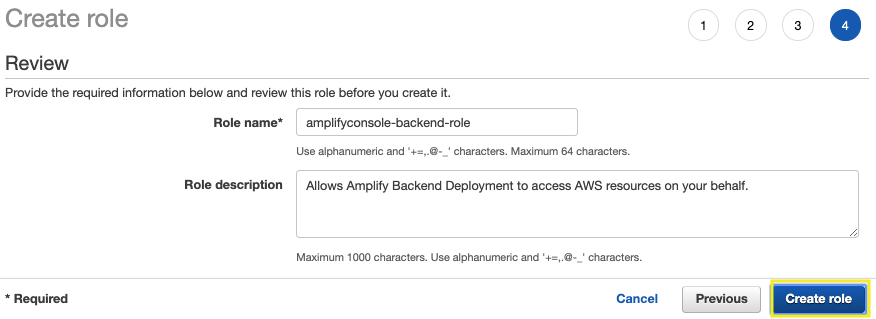 Create role
1 2 3 4
Review
Provide the required information below and review this role before you create it.
Role name* amplifyconsole-backend-role
Use alphanumeric and '+=,.@-_' characters. Maximum 64 characters.
Role description Allows Amplify Backend Deployment to access AWS resources on your behalf.
Maximum 1000 characters. Use alphanumeric and '+=,.@-_' characters.
* Required Cancel Previous Create role